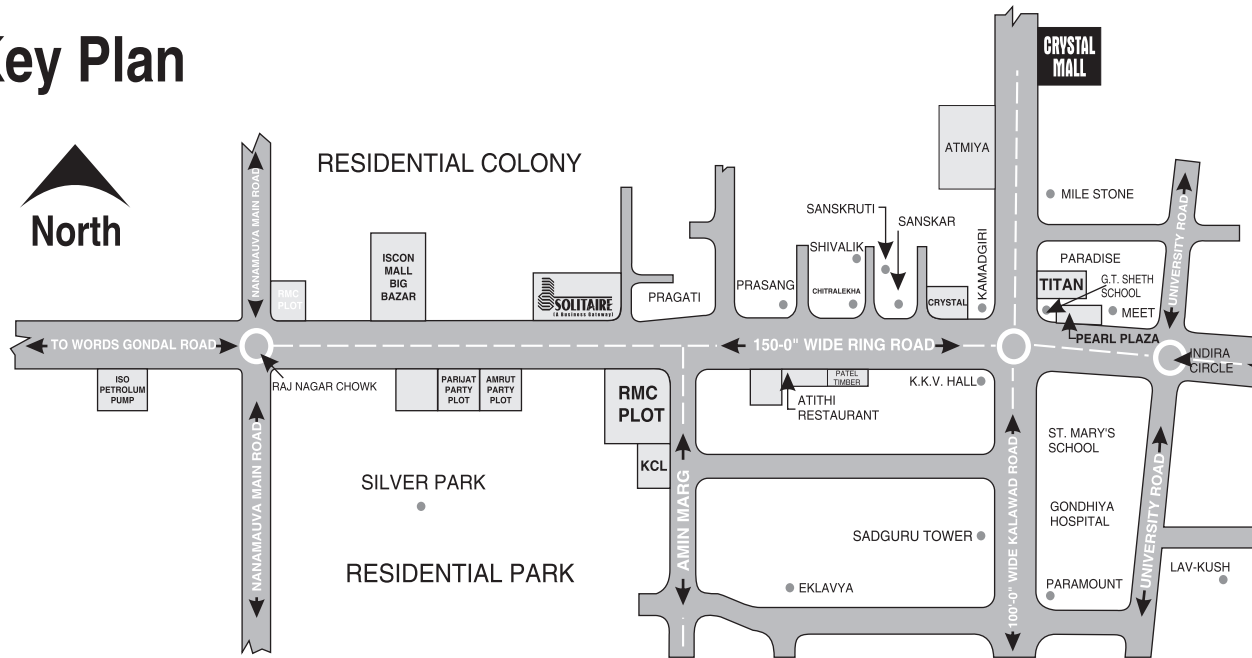 Key Plan
North
RESIDENTIAL COLONY
CRYSTAL
MALL
ATMIYA
MILE STONE
NANAMAUVA MAIN ROAD
RMC
PLOT
ISCON
MALL
BIG
BAZAR
SOLITAIRE
(A Business Gateway)
PRAGATI
PRASANG
SHIVALIK
CHITRALEKHA
SANSKRUTI
SANSKAR
CRYSTAL
KAMADGIRI
PARADISE
TITAN
G.T. SHETH
SCHOOL
MEET
PEARL PLAZA
UNIVERSITY ROAD
INDIRA
CIRCLE
TO WORDS GONDAL ROAD
150-0" WIDE RING ROAD
RAJ NAGAR CHOWK
ISO
PETROLUM
PUMP
PARIJAT
PARTY
PLOT
AMRUT
PARTY
PLOT
RMC
PLOT
KCL
PATEL
TIMBER
ATITHI
RESTAURANT
K.K.V. HALL
NANAMAUVA MAIN ROAD
SILVER PARK
RESIDENTIAL PARK
AMIN MARG
SADGURU TOWER
EKLAVYA
100'-0" WIDE KALAWAD ROAD
ST. MARY'S
SCHOOL
GONDHIYA
HOSPITAL
PARAMOUNT
UNIVERSITY ROAD
LAV-KUSH